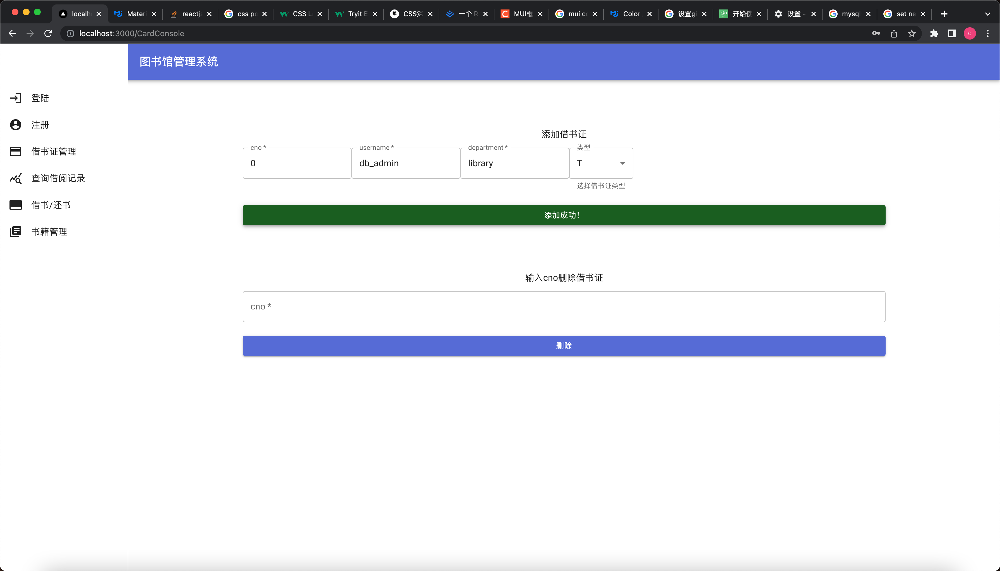 localh
Materi
reactjs
css po
CSS L
Tryit E
CSS深
一个 R
MUI框
mui co
Color
设置gi
开始使
设置 -
mysql
set ne
localhost:3000/CardConsole
C
图书馆管理系统
登陆
注册
借书证管理
查询借阅记录
借书/还书
书籍管理
添加借书证
cno *
username *
department *
类型
0
db_admin
library
T
选择借书证类型
添加成功!
输入cno删除借书证
cno *
删除